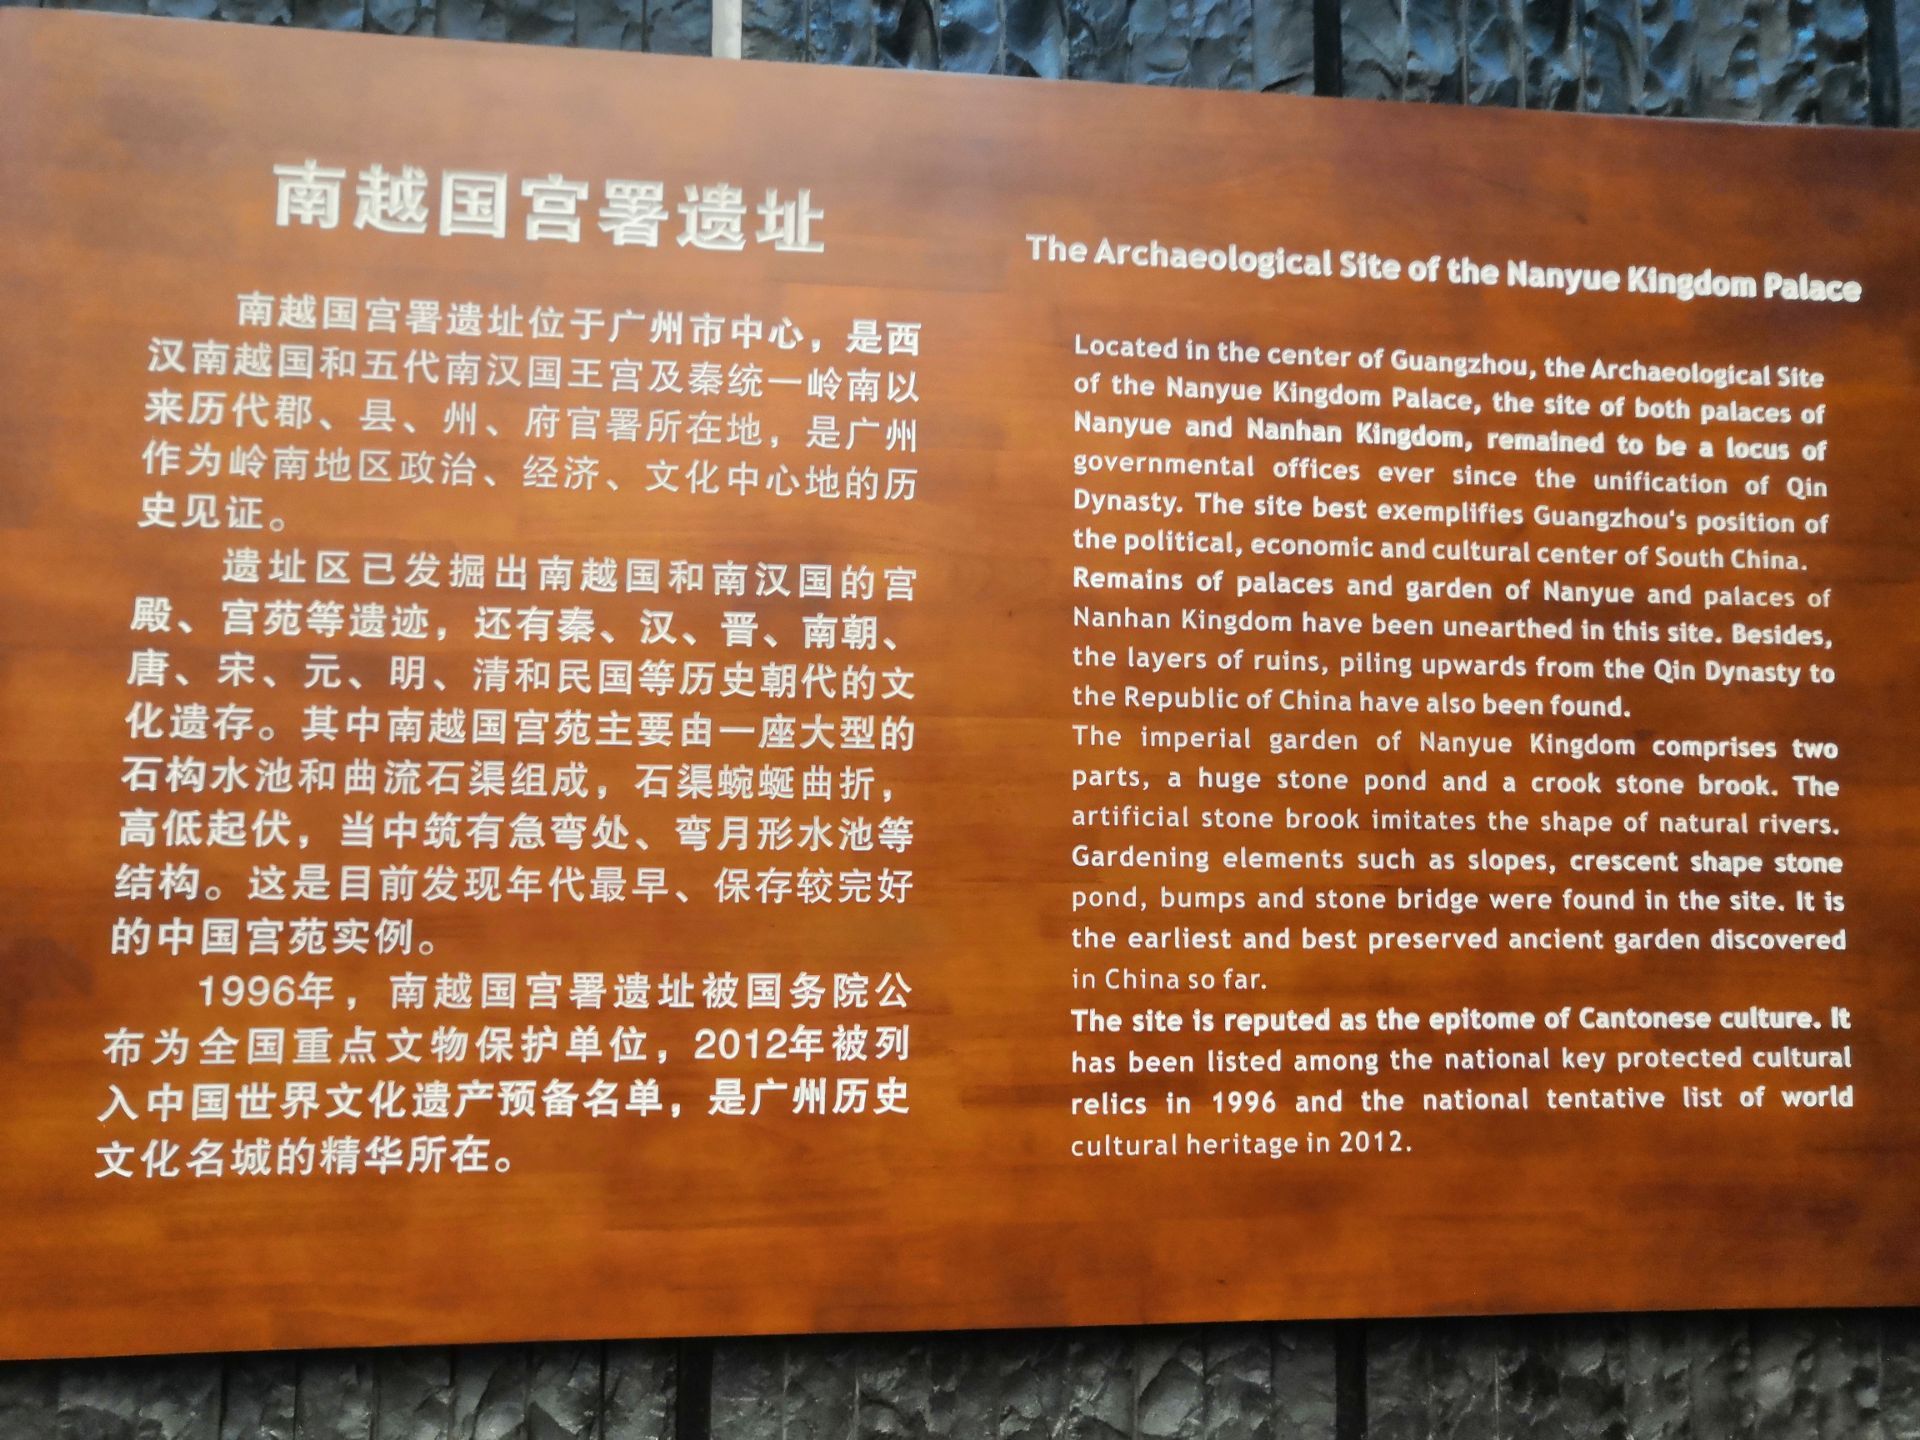 南越国宫署遗址
南越国宫署遗址位于广州市中心，是西
汉南越国和五代南汉国王宫及秦统一岭南以
来历代郡、县、州、府官署所在地，是广州
作为岭南地区政治、经济、文化中心地的历
史见证。
遗址区已发掘出南越国和南汉国的宫
殿、宫苑等遗迹，还有秦、汉、晋、南朝、
唐、宋、元、明、清和民国等历史朝代的文
化遗存。其中南越国宫苑主要由一座大型的
石构水池和曲流石渠组成，石渠蜿蜒曲折，
高低起伏，当中筑有急弯处、弯月形水池等
结构。这是目前发现年代最早、保存较完好
的中国宫苑实例。
1996年，南越国宫署遗址被国务院公
布为全国重点文物保护单位，2012年被列
入中国世界文化遗产预备名单，是广州历史
文化名城的精华所在。
The Archaeological Site of the Nanyue Kingdom Palace
Located in the center of Guangzhou, the Archaeological Site
of the Nanyue Kingdom Palace, the site of both palaces of
Nanyue and Nanhan Kingdom, remained to be a locus of
governmental offices ever since the unification of Qin
Dynasty. The site best exemplifies Guangzhou's position of
the political, economic and cultural center of South China.
Remains of palaces and garden of Nanyue and palaces of
Nanhan Kingdom have been unearthed in this site. Besides,
the layers of ruins, piling upwards from the Qin Dynasty to
the Republic of China have also been found.
The imperial garden of Nanyue Kingdom comprises two
parts, a huge stone pond and a crook stone brook. The
artificial stone brook imitates the shape of natural rivers.
Gardening elements such as slopes, crescent shape stone
pond, bumps and stone bridge were found in the site. It is
the earliest and best preserved ancient garden discovered
in China so far.
The site is reputed as the epitome of Cantonese culture. It
has been listed among the national key protected cultural
relics in 1996 and the national tentative list of world
cultural heritage in 2012.